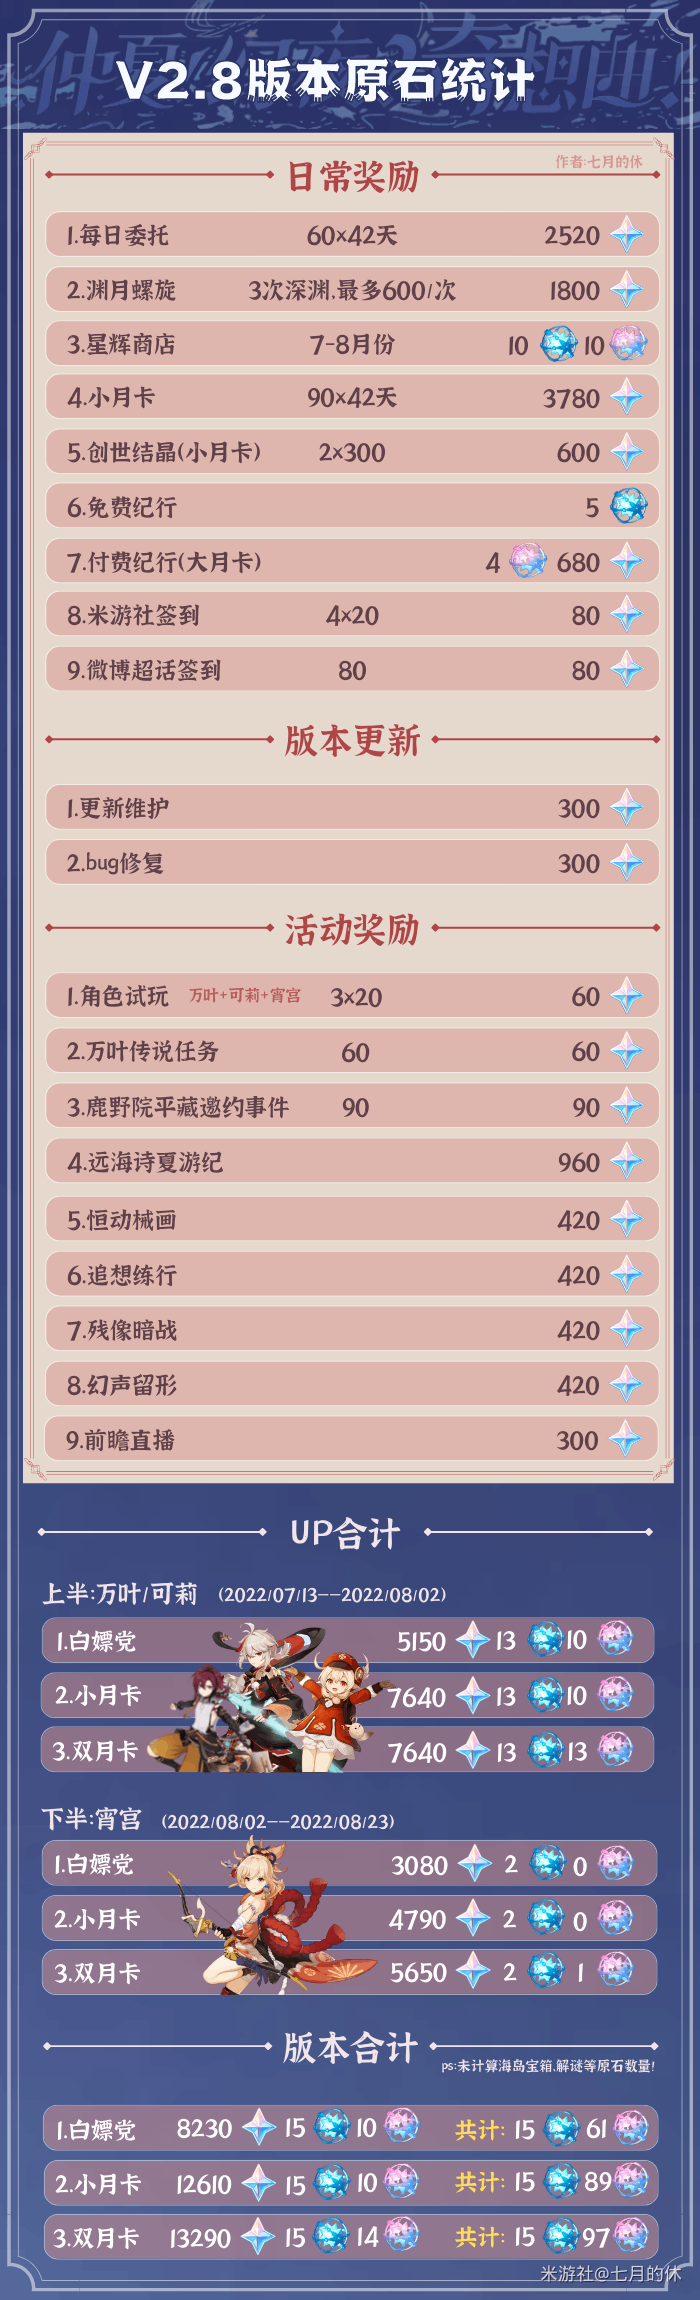 V2.8版本原石统计
作者:七月的休
日常奖励
1.每日委托 60×42天 2520
2.渊月螺旋 3次深渊,最多600/次 1800
3.星辉商店 7-8月份 10 10
4.小月卡 90×42天 3780
5.创世结晶(小月卡) 2×300 600
6.免费纪行 5
7.付费纪行(大月卡) 4 680
8.米游社签到 4×20 80
9.微博超话签到 80 80
版本更新
1.更新维护 300
2.bug修复 300
活动奖励
1.角色试玩 万叶+可莉+宵宫 3×20 60
2.万叶传说任务 60 60
3.鹿野院平藏邀约事件 90 90
4.远海诗夏游纪 960
5.恒动械画 420
6.追想练行 420
7.残像暗战 420
8.幻声留形 420
9.前瞻直播 300
UP合计
上半:万叶/可莉 (2022/07/13--2022/08/02)
1.白嫖党 5150 13 10
2.小月卡 7640 13 10
3.双月卡 7640 13 13
下半:宵宫 (2022/08/02--2022/08/23)
1.白嫖党 3080 2 0
2.小月卡 4790 2 0
3.双月卡 5650 2 1
版本合计
ps:未计算海岛宝箱,解谜等原石数量!
1.白嫖党 8230 15 10 共计: 15 61
2.小月卡 12610 15 10 共计: 15 89
3.双月卡 13290 15 14 共计: 15 97
米游社@七月的休